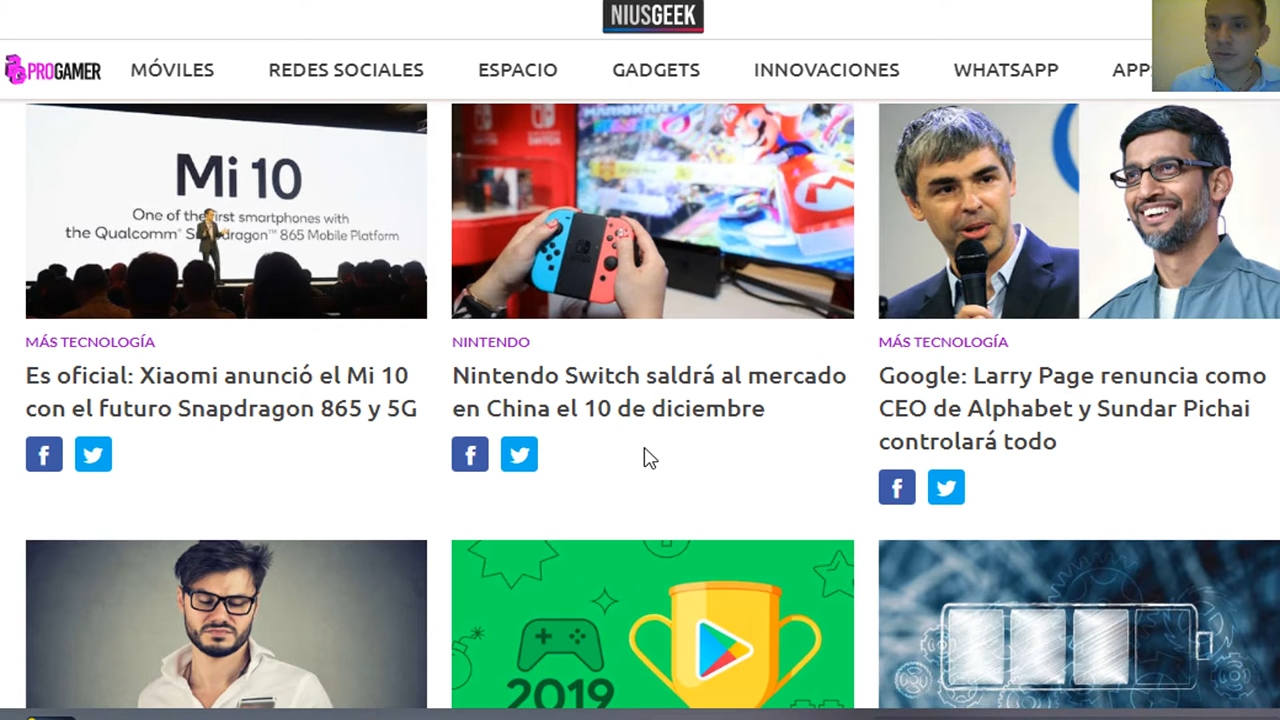 NIUSGEEK
PROGAMER
MÓVILES
REDES SOCIALES
ESPACIO
GADGETS
INNOVACIONES
WHATSAPP
APPS
Mi 10
One of the first smartphones with
the Qualcomm® Snapdragon™ 865 Mobile Platform
MÁS TECNOLOGÍA
Es oficial: Xiaomi anunció el Mi 10
con el futuro Snapdragon 865 y 5G
MARIOKART
NINTENDO
Nintendo Switch saldrá al mercado
en China el 10 de diciembre
MÁS TECNOLOGÍA
Google: Larry Page renuncia como
CEO de Alphabet y Sundar Pichai
controlará todo
2019